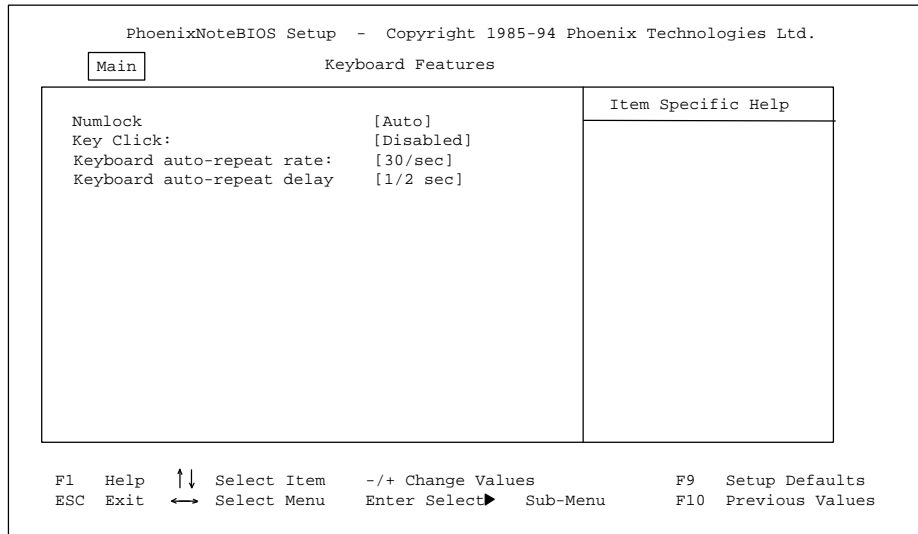 PhoenixNoteBIOS Setup - Copyright 1985-94 Phoenix Technologies Ltd.
Main Keyboard Features
Item Specific Help
Numlock [Auto]
Key Click: [Disabled]
Keyboard auto-repeat rate: [30/sec]
Keyboard auto-repeat delay [1/2 sec]
F1 Help ↑↓ Select Item -/+ Change Values F9 Setup Defaults
ESC Exit ↔ Select Menu Enter Select▶ Sub-Menu F10 Previous Values